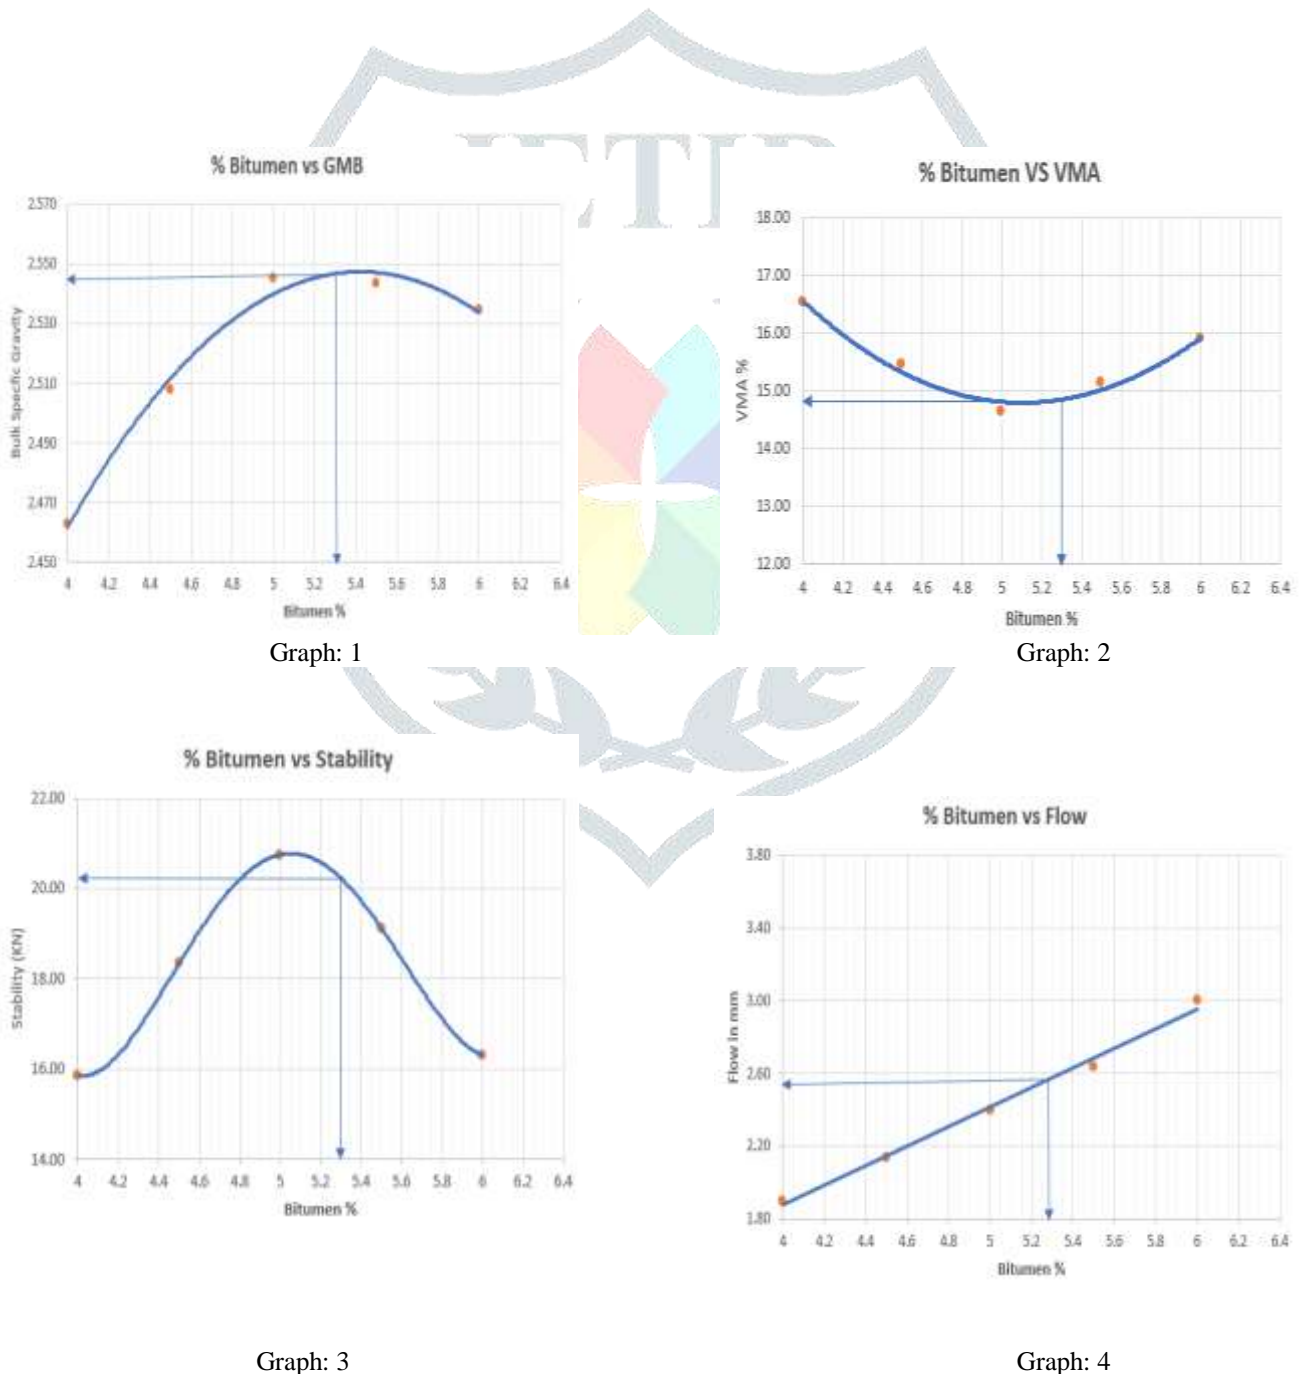 JETIR
% Bitumen vs GMB
2.570
2.550
2.530
2.510
2.490
2.470
2.450
Bulk Specific Gravity
4 4.2 4.4 4.6 4.8 5 5.2 5.4 5.6 5.8 6 6.2 6.4
Bitumen %
Graph: 1
% Bitumen VS VMA
18.00
17.00
16.00
15.00
14.00
13.00
12.00
VMA %
4 4.2 4.4 4.6 4.8 5 5.2 5.4 5.6 5.8 6 6.2 6.4
Bitumen %
Graph: 2
% Bitumen vs Stability
22.00
20.00
18.00
16.00
14.00
Stability (KN)
4 4.2 4.4 4.6 4.8 5 5.2 5.4 5.6 5.8 6 6.2 6.4
Bitumen %
Graph: 3
% Bitumen vs Flow
3.80
3.40
3.00
2.60
2.20
1.80
Flow in mm
4 4.2 4.4 4.6 4.8 5 5.2 5.4 5.6 5.8 6 6.2 6.4
Bitumen %
Graph: 4